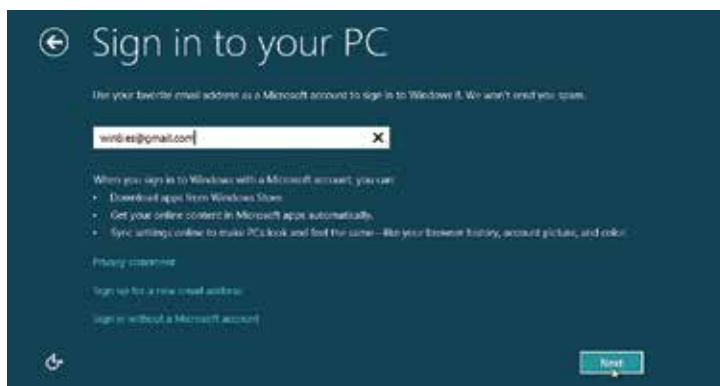 Sign in to your PC
Use your favorite email address as a Microsoft account to sign in to Windows 8. We won't send you spam.
@gmail.com
When you sign in to Windows with a Microsoft account, you can:
• Download apps from Windows Store.
• Get your online content in Microsoft apps automatically.
• Sync settings online to make PCs look and feel the same—like your browser history, account picture, and color.
Privacy statement
Sign up for a new email address
Sign in without a Microsoft account
Next